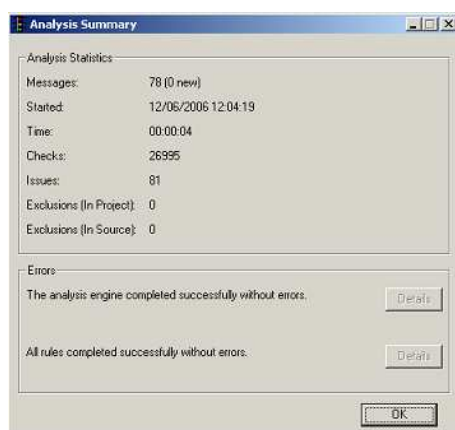 Analysis Summary
Analysis Statistics
Messages: 78 (0 new)
Started: 12/06/2006 12:04:19
Time: 00:00:04
Checks: 26995
Issues: 81
Exclusions (In Project): 0
Exclusions (In Source): 0
Errors
The analysis engine completed successfully without errors.
Details
All rules completed successfully without errors.
Details
OK